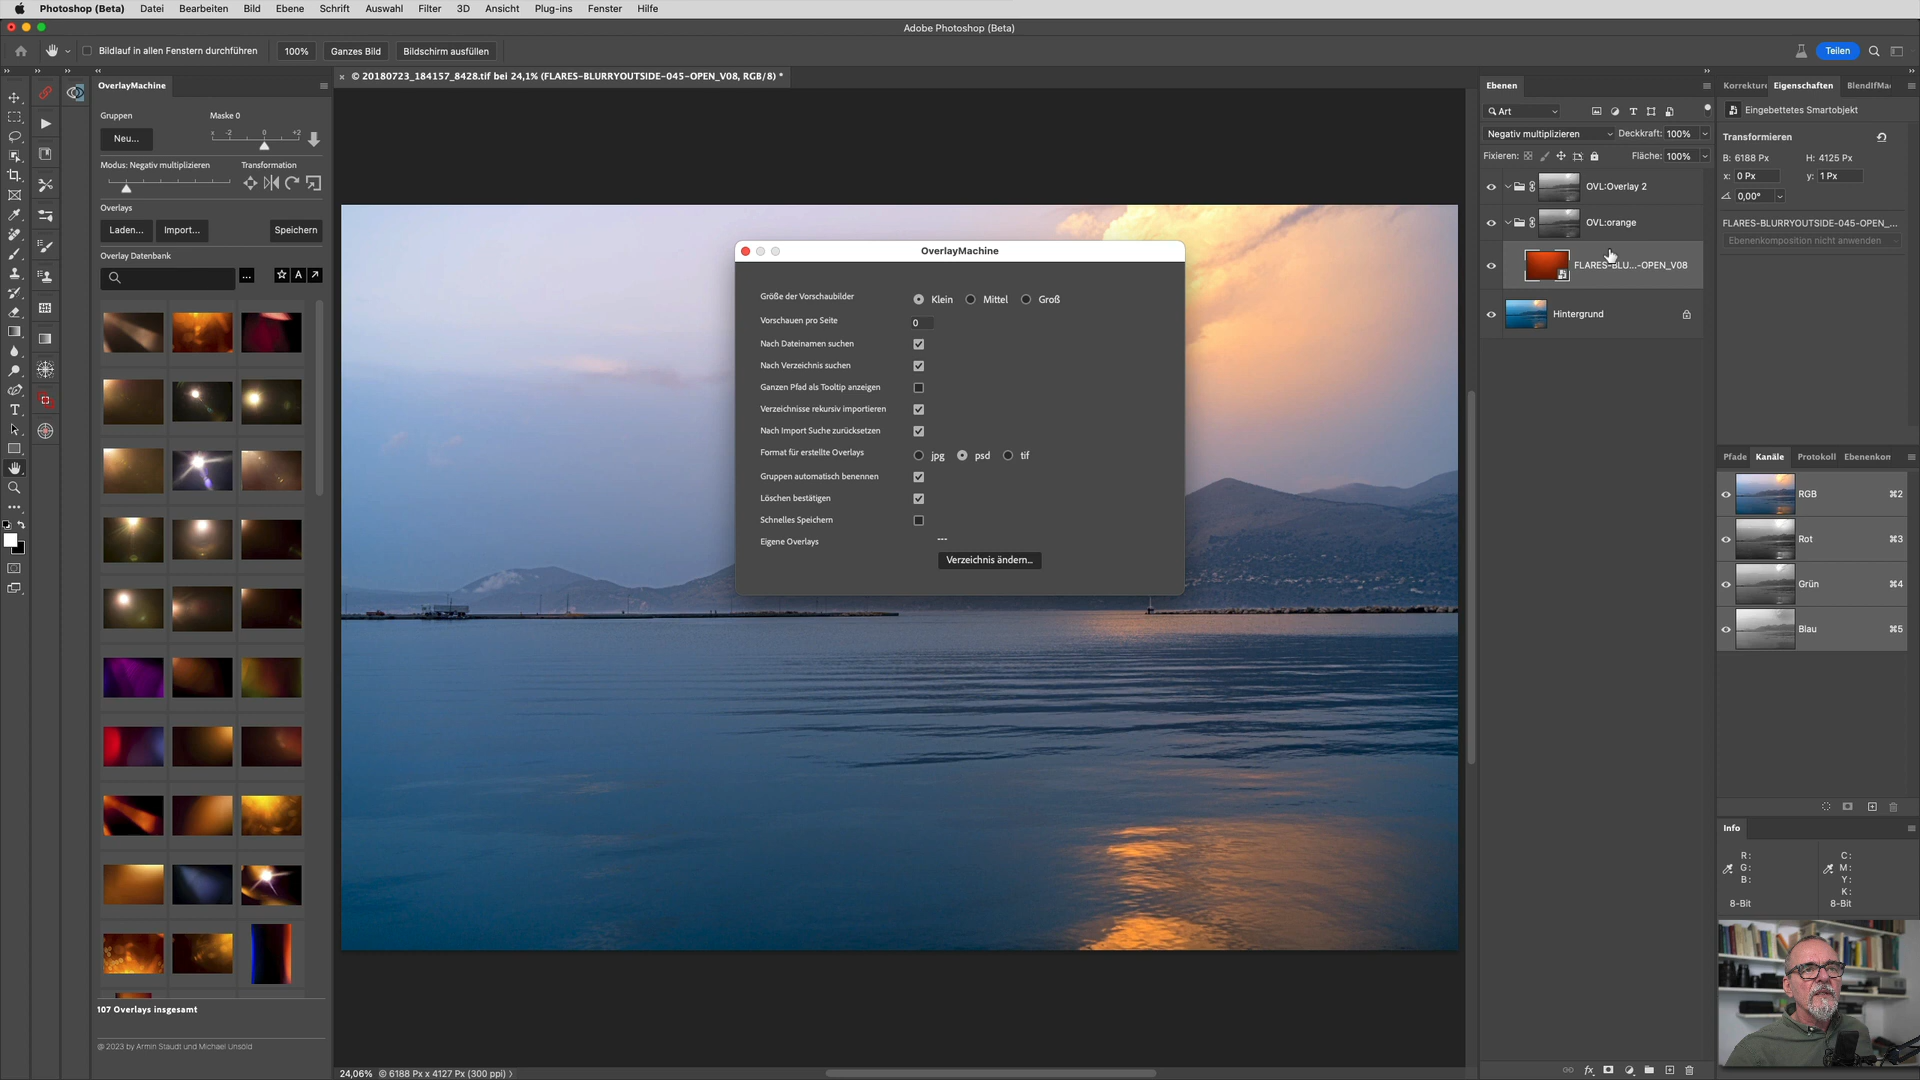 Photoshop (Beta) Datei Bearbeiten Bild Ebene Schrift Auswahl Filter 3D Ansicht Plug-ins Fenster Hilfe
Adobe Photoshop (Beta)
Bildlauf in allen Fenstern durchführen 100% Ganzes Bild Bildschirm ausfüllen Teilen
© 20180723_184157_8428.tif bei 24,1% (FLARES-BLURRYOUTSIDE-045-OPEN_V08, RGB/8) *
OverlayMachine
Gruppen Maske 0
Neu... x -2 0 +2
Modus: Negativ multiplizieren Transformation
Overlays
Laden... Import... Speichern
Overlay Datenbank
... A
107 Overlays insgesamt
@ 2023 by Armin Staudt und Michael Unsöld
OverlayMachine
Größe der Vorschaubilder Klein Mittel Groß
Vorschauen pro Seite 0
Nach Dateinamen suchen
Nach Verzeichnis suchen
Ganzen Pfad als Tooltip anzeigen
Verzeichnisse rekursiv importieren
Nach Import Suche zurücksetzen
Format für erstellte Overlays jpg psd tif
Gruppen automatisch benennen
Löschen bestätigen
Schnelles Speichern
Eigene Overlays ---
Verzeichnis ändern...
24,06% © 6188 Px x 4127 Px (300 ppi)
Ebenen
Art
Negativ multiplizieren Deckkraft: 100%
Fixieren: Fläche: 100%
OVL:Overlay 2
OVL:orange
FLARES-BLU...-OPEN_V08
Hintergrund
fx
Korrekture Eigenschaften BlendIfMa
Eingebettetes Smartobjekt
Transformieren
B: 6188 Px H: 4125 Px
x: 0 Px y: 1 Px
0,00°
FLARES-BLURRYOUTSIDE-045-OPEN_...
Ebenenkomposition nicht anwenden
Pfade Kanäle Protokoll Ebenenkon
RGB ⌘2
Rot ⌘3
Grün ⌘4
Blau ⌘5
Info
R: C:
G: M:
B: Y:
K:
8-Bit 8-Bit